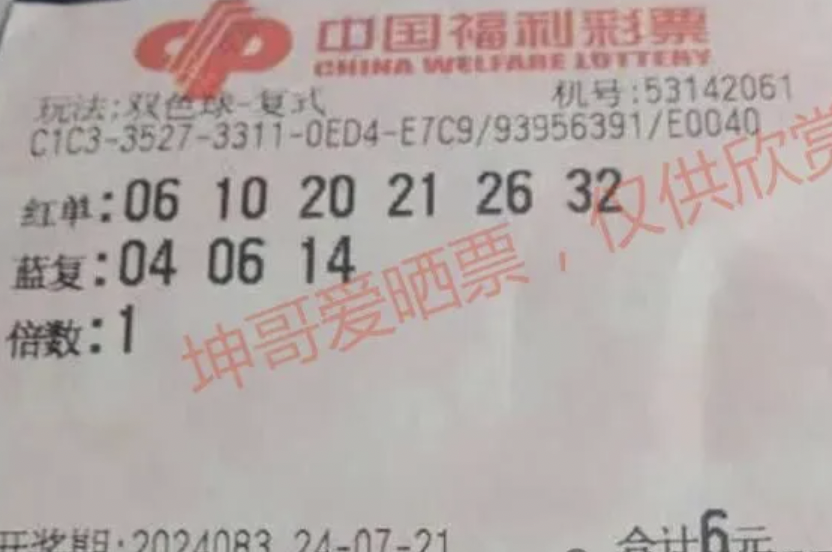 中国福利彩票
CHINA WELFARE LOTTERY
玩法:双色球-复式 机号:53142061
C1C3-3527-3311-0ED4-E7C9/93956391/E0040
红单:06 10 20 21 26 32
蓝复:04 06 14
倍数:1
坤哥爱晒票，仅供欣赏
开奖期:2024083 24-07-21 合计6元